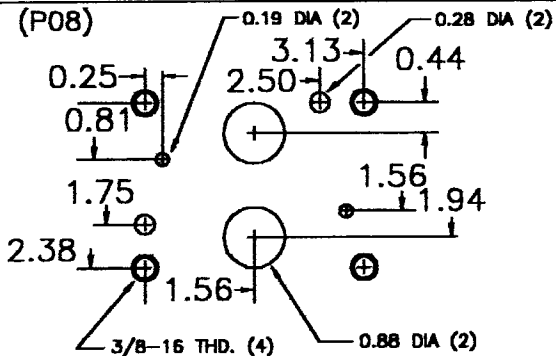 (P08)
0.19 DIA (2)
0.28 DIA (2)
3.13
0.25
2.50
0.44
0.81
1.75
1.56
1.94
2.38
1.56
3/8-16 THD. (4)
0.88 DIA (2)